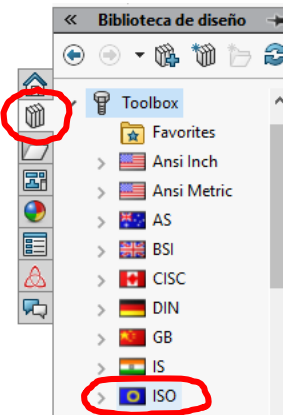 Biblioteca de diseño
Toolbox
Favorites
Ansi Inch
Ansi Metric
AS
BSI
CISC
DIN
GB
IS
ISO